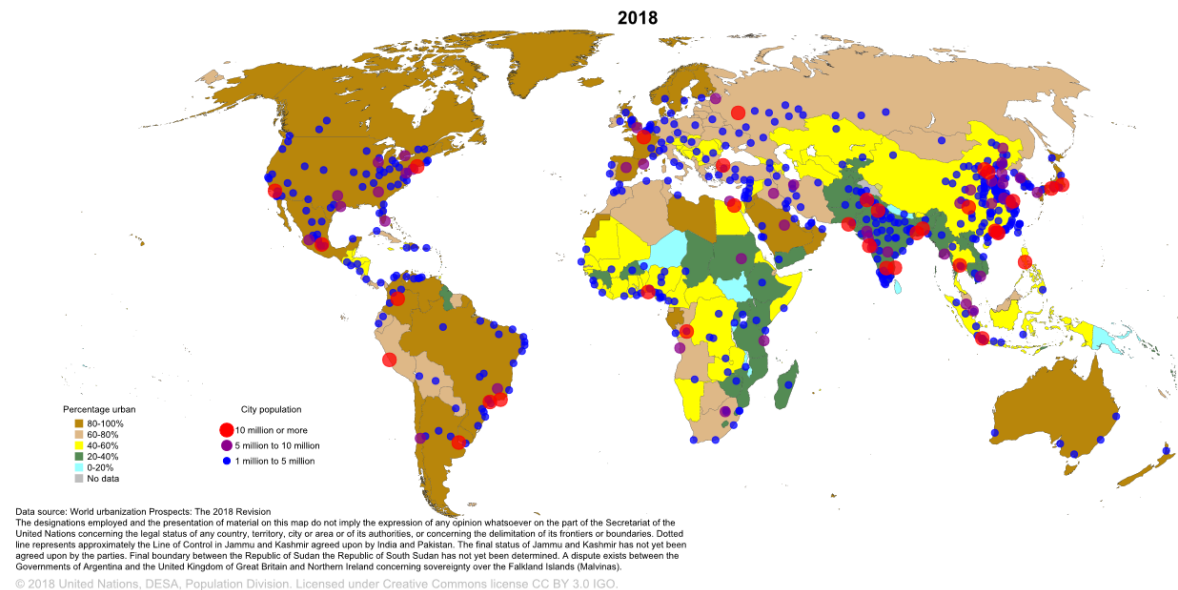 2018
Percentage urban
80-100%
60-80%
40-60%
20-40%
0-20%
No data
City population
10 million or more
5 million to 10 million
1 million to 5 million
Data source: World urbanization Prospects: The 2018 Revision
The designations employed and the presentation of material on this map do not imply the expression of any opinion whatsoever on the part of the Secretariat of the
United Nations concerning the legal status of any country, territory, city or area or of its authorities, or concerning the delimitation of its frontiers or boundaries. Dotted
line represents approximately the Line of Control in Jammu and Kashmir agreed upon by India and Pakistan. The final status of Jammu and Kashmir has not yet been
agreed upon by the parties. Final boundary between the Republic of Sudan the Republic of South Sudan has not yet been determined. A dispute exists between the
Governments of Argentina and the United Kingdom of Great Britain and Northern Ireland concerning sovereignty over the Falkland Islands (Malvinas).
© 2018 United Nations, DESA, Population Division. Licensed under Creative Commons license CC BY 3.0 IGO.